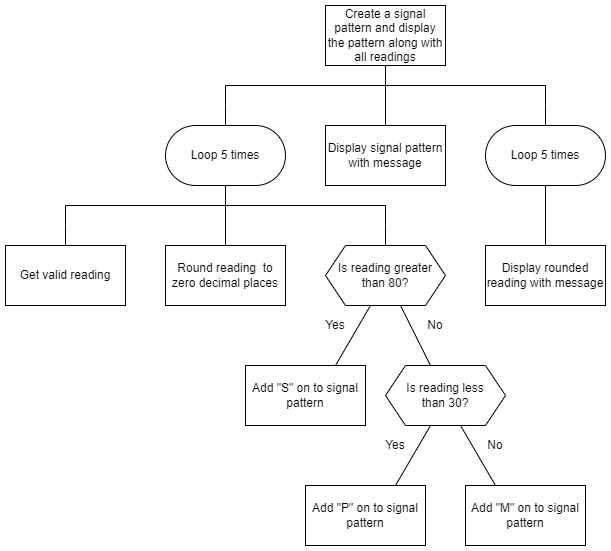 Create a signal
pattern and display
the pattern along with
all readings
Loop 5 times
Display signal pattern
with message
Loop 5 times
Get valid reading
Round reading to
zero decimal places
Is reading greater
than 80?
Display rounded
reading with message
Yes
No
Add "S" on to signal
pattern
Is reading less
than 30?
Yes
No
Add "P" on to signal
pattern
Add "M" on to signal
pattern